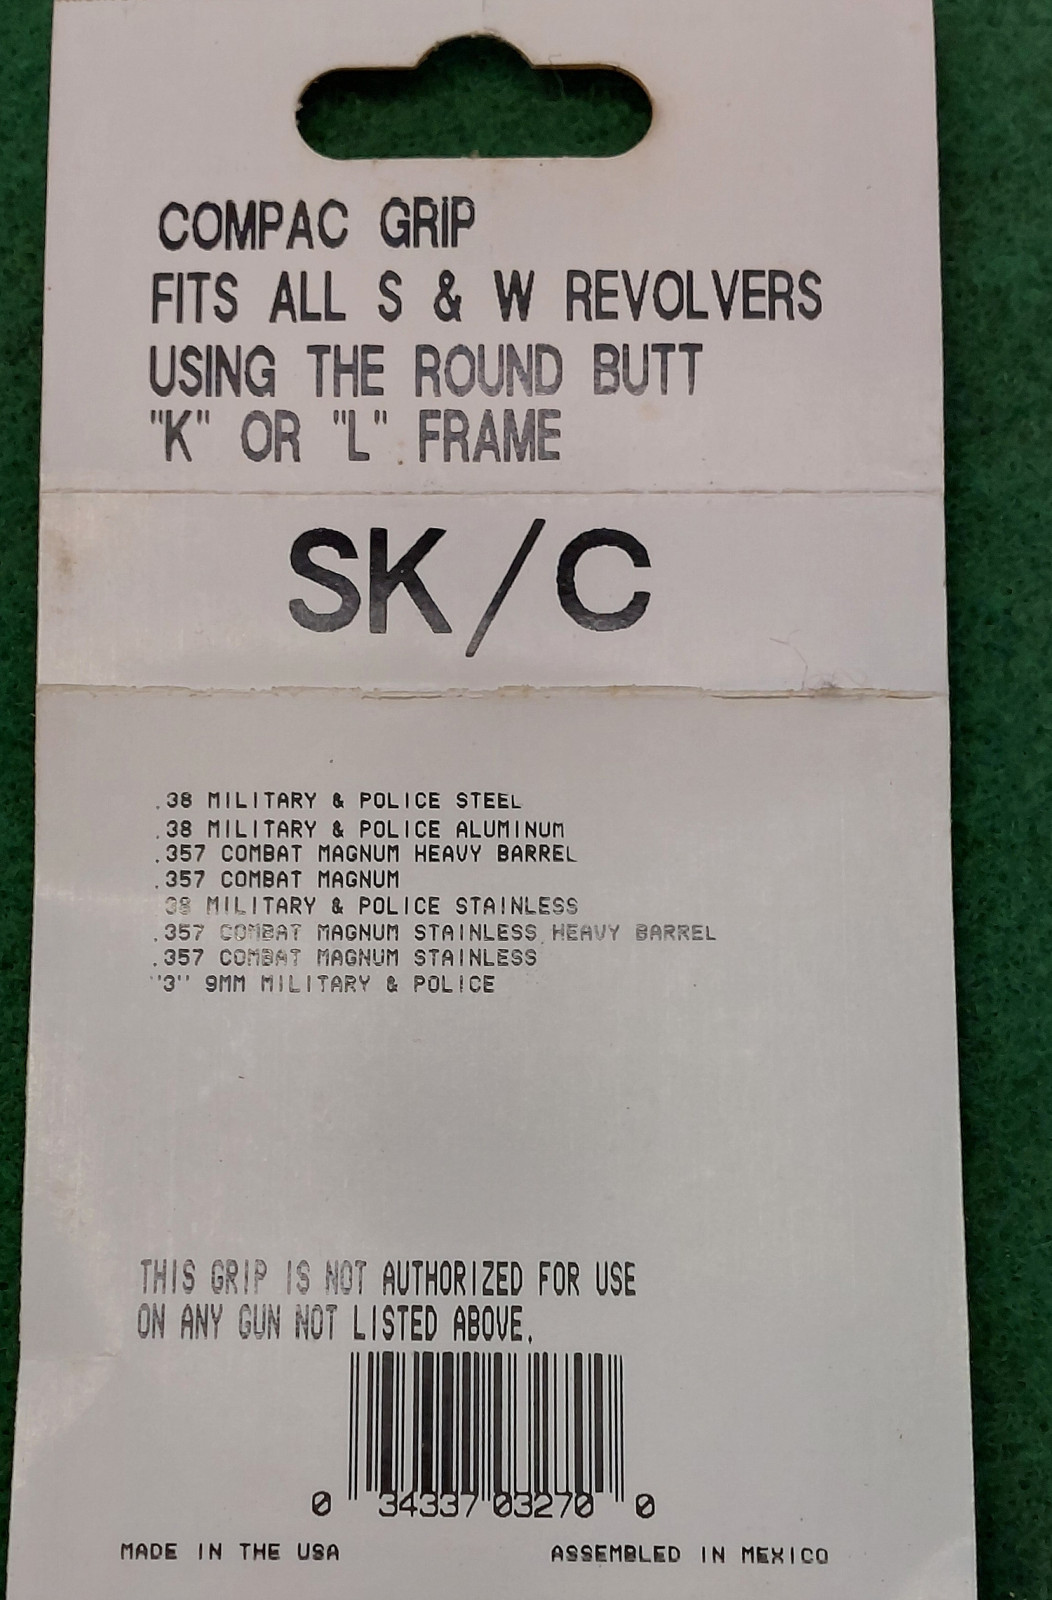 COMPAC GRIP
FITS ALL S & W REVOLVERS
USING THE ROUND BUTT
"K" OR "L" FRAME
SK/C
.38 MILITARY & POLICE STEEL
.38 MILITARY & POLICE ALUMINUM
.357 COMBAT MAGNUM HEAVY BARREL
.357 COMBAT MAGNUM
38 MILITARY & POLICE STAINLESS
.357 COMBAT MAGNUM STAINLESS HEAVY BARREL
.357 COMBAT MAGNUM STAINLESS
"3" 9MM MILITARY & POLICE
THIS GRIP IS NOT AUTHORIZED FOR USE
ON ANY GUN NOT LISTED ABOVE.
0 34337 03270 0
MADE IN THE USA ASSEMBLED IN MEXICO